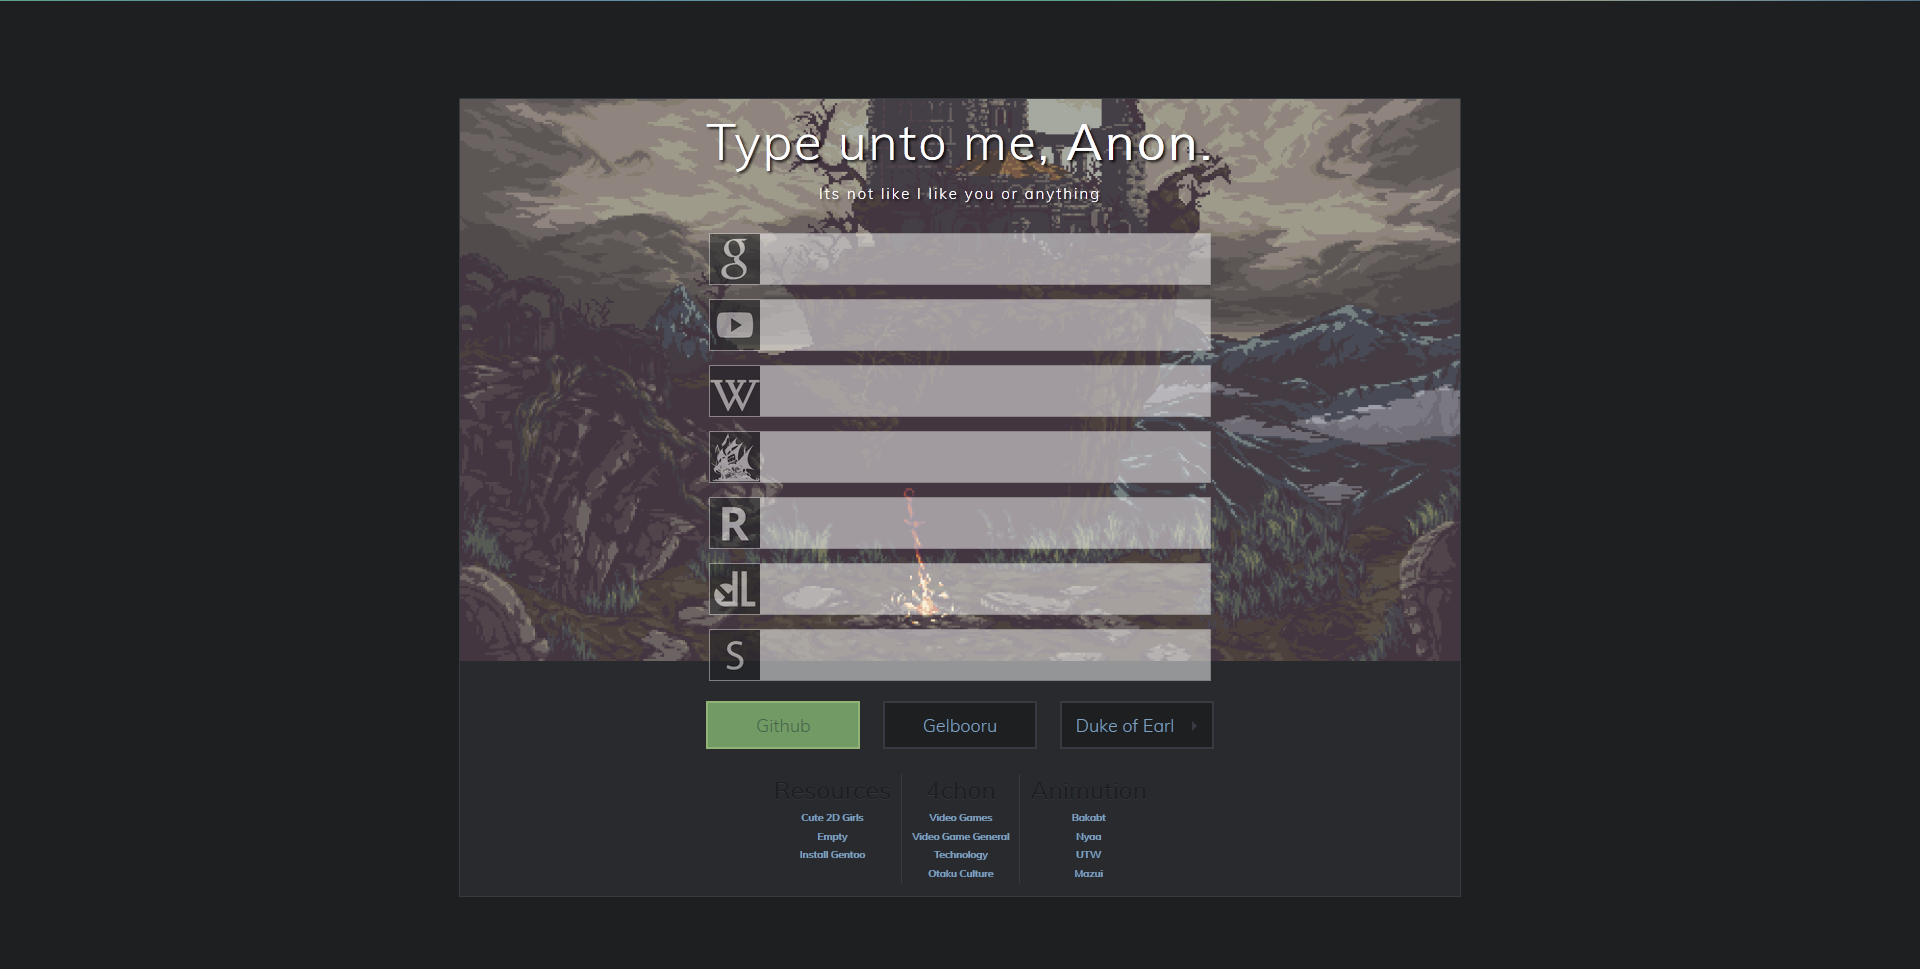 Type unto me, Anon.
Its not like I like you or anything
g
W
R
dL
S
Github
Gelbooru
Duke of Earl
Resources
Cute 2D Girls
Empty
Install Gentoo
4chon
Video Games
Video Game General
Technology
Otaku Culture
Animution
Bakabt
Nyaa
UTW
Mazui